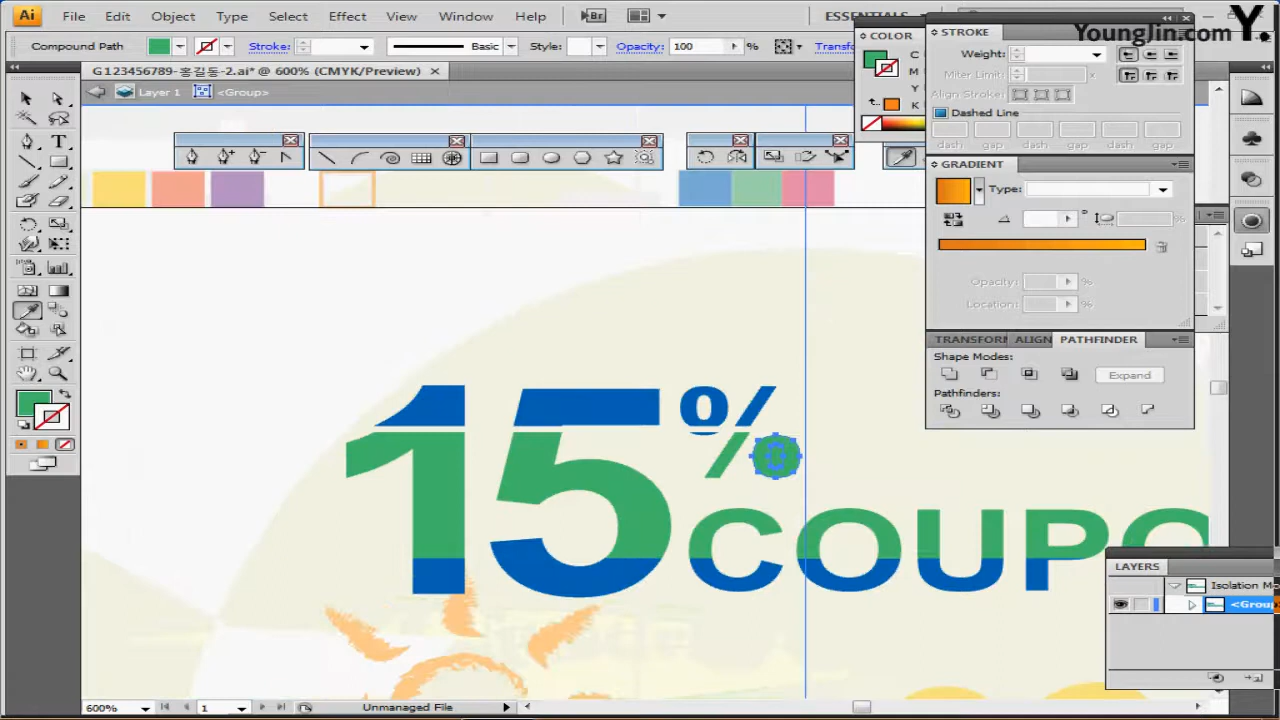 Ai File Edit Object Type Select Effect View Window Help Br ESSENTIALS
Compound Path Stroke: Basic Style: Opacity: 100 % Transfo
COLOR
STROKE
YoungJin.com Y.
G123456789-홍길동-2.ai* @ 600% (CMYK/Preview)
Layer 1 <Group>
C
M
Y
K
Weight:
Miter Limit: x
Align Stroke:
Dashed Line
dash gap dash gap dash gap
GRADIENT
Type:
°
%
Opacity: %
Location: %
TRANSFORM ALIGN PATHFINDER
Shape Modes:
Expand
Pathfinders:
15%
COUPO
LAYERS
Isolation Mo
<Group
600% 1 Unmanaged File